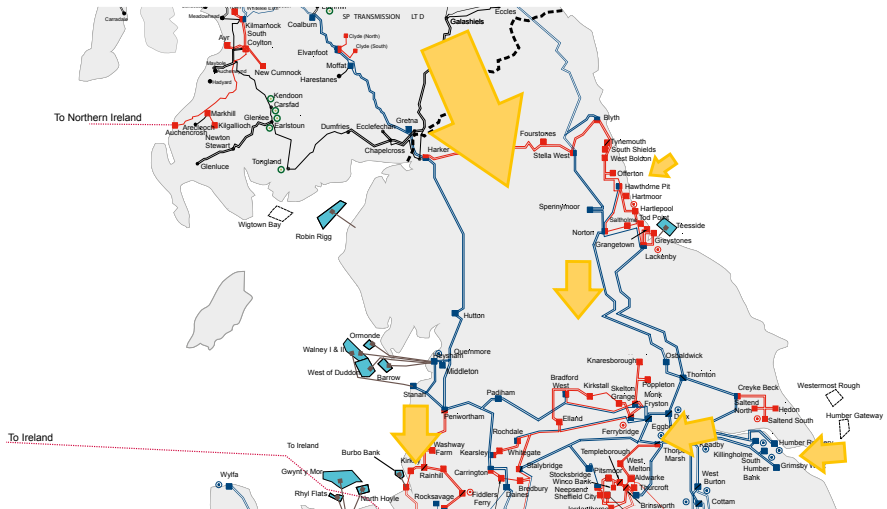 Eccles
SP TRANSMISSION LTD
Galashiels
Coalburn
Kilmarnock
South
Coylton
Ayr
Clyde (North)
Clyde (South)
Elvanfoot
Moffat
Harestanes
New Cumnock
Maybole
Hadyard
Kendoon
Carsfad
Glenlee
Earlstoun
To Northern Ireland
Markhill
Auchencrosh
Arecleoch
Kilgallioch
Newton
Stewart
Glenluce
Tongland
Dumfries
Ecclefechan
Gretna
Chapelcross
Harker
Fourstones
Stella West
Blyth
Tynemouth
South Shields
West Boldon
Offerton
Hawthorne Pit
Hartmoor
Hartlepool
Tod Point
Teesside
Saltholme
Spennymoor
Norton
Grangetown
Greystones
Lackenby
Wigtown Bay
Robin Rigg
Hutton
Ormonde
Walney I & II
West of Duddon
Barrow
Heysham
Quernmore
Middleton
Stanah
Penwortham
Padiham
Rochdale
Washway
Farm
Kearsley
Whitegate
Carrington
Stalybridge
Bredbury
Daines
Fiddlers
Ferry
Rainhill
Rocksavage
Kirkby
Knaresborough
Bradford
West
Kirkstall
Skelton
Grange
Poppleton
Monk
Fryston
Elland
Ferrybridge
Osbaldwick
Thornton
Drax
Eggb
Creyke Beck
Saltend
North
Hedon
Saltend South
Westermost Rough
Humber Gateway
Keadby
Killingholme
South
Humber
Bank
Humber R
Grimsby W
Thorpe
Marsh
Templeborough
West
Melton
Stocksbridge
Pitsmoor
Winco Bank
Neepsend
Sheffield City
Aldwarke
Thurcroft
Brinsworth
West
Burton
Cottam
To Ireland
To Ireland
Burbo Bank
Gwynt y Mor
Rhyl Flats
North Hoyle
Wylfa